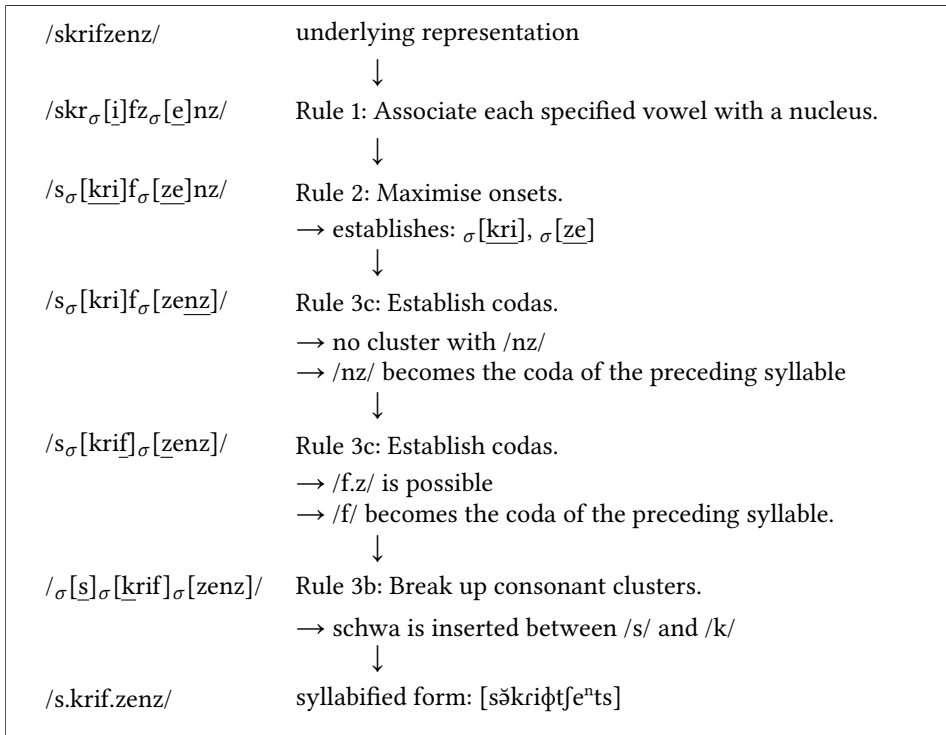 /skrifzenz/ underlying representation
↓
/skrσ[i]fzσ[e]nz/ Rule 1: Associate each specified vowel with a nucleus.
↓
/sσ[kri]fσ[ze]nz/ Rule 2: Maximise onsets.
→ establishes: σ[kri], σ[ze]
↓
/sσ[kri]fσ[zenz]/ Rule 3c: Establish codas.
→ no cluster with /nz/
→ /nz/ becomes the coda of the preceding syllable
↓
/sσ[krif]σ[zenz]/ Rule 3c: Establish codas.
→ /f.z/ is possible
→ /f/ becomes the coda of the preceding syllable.
↓
/σ[s]σ[krif]σ[zenz]/ Rule 3b: Break up consonant clusters.
→ schwa is inserted between /s/ and /k/
↓
/s.krif.zenz/ syllabified form: [sə̆kɾiɸtʃeⁿts]